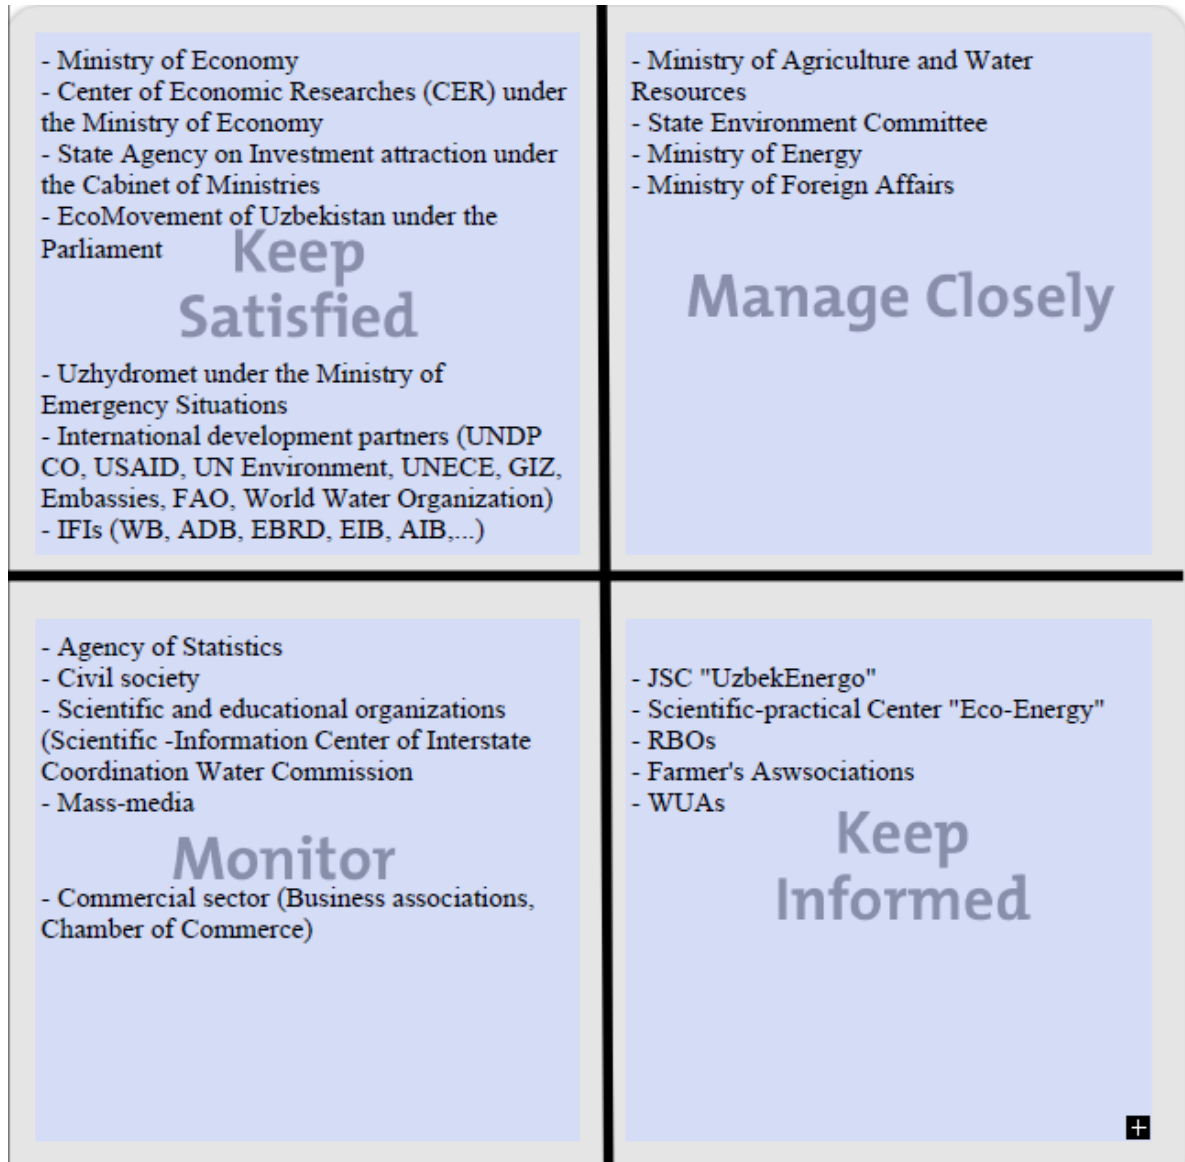 - Ministry of Economy
- Center of Economic Researches (CER) under
the Ministry of Economy
- State Agency on Investment attraction under
the Cabinet of Ministries
- EcoMovement of Uzbekistan under the
Parliament
Keep
Satisfied
- Uzhydromet under the Ministry of
Emergency Situations
- International development partners (UNDP
CO, USAID, UN Environment, UNECE, GIZ,
Embassies, FAO, World Water Organization)
- IFIs (WB, ADB, EBRD, EIB, AIB,...)
- Ministry of Agriculture and Water
Resources
- State Environment Committee
- Ministry of Energy
- Ministry of Foreign Affairs
Manage Closely
- Agency of Statistics
- Civil society
- Scientific and educational organizations
(Scientific -Information Center of Interstate
Coordination Water Commission
- Mass-media
Monitor
- Commercial sector (Business associations,
Chamber of Commerce)
- JSC "UzbekEnergo"
- Scientific-practical Center "Eco-Energy"
- RBOs
- Farmer's Aswsociations
- WUAs
Keep
Informed
+